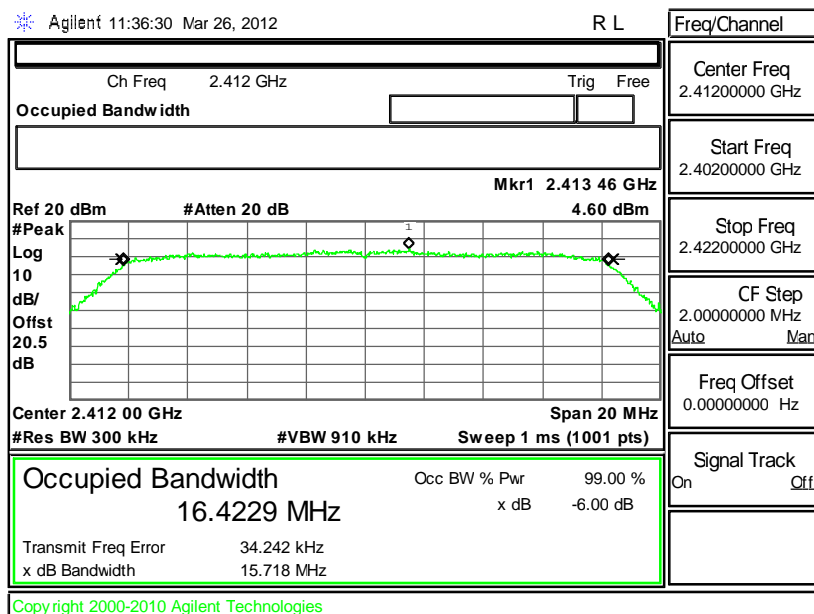 Agilent 11:36:30 Mar 26, 2012 R L
Freq/Channel
Ch Freq 2.412 GHz Trig Free
Occupied Bandwidth
Center Freq
2.41200000 GHz
Start Freq
2.40200000 GHz
Stop Freq
2.42200000 GHz
CF Step
2.00000000 MHz
Auto Man
Freq Offset
0.00000000 Hz
Signal Track
On Off
Mkr1 2.413 46 GHz
Ref 20 dBm #Atten 20 dB 4.60 dBm
#Peak
Log
10
dB/
Offst
20.5
dB
1
Center 2.412 00 GHz Span 20 MHz
#Res BW 300 kHz #VBW 910 kHz Sweep 1 ms (1001 pts)
Occupied Bandwidth
16.4229 MHz
Occ BW % Pwr 99.00 %
x dB -6.00 dB
Transmit Freq Error 34.242 kHz
x dB Bandwidth 15.718 MHz
Copyright 2000-2010 Agilent Technologies